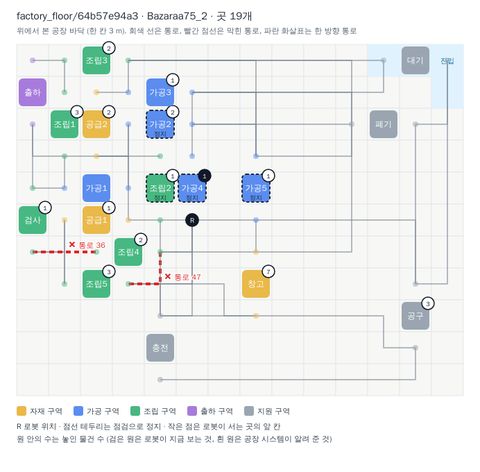 factory_floor/64b57e94a3 · Bazaraa75_2 · 곳 19개
위에서 본 공장 바닥 (한 칸 3 m). 회색 선은 통로, 빨간 점선은 막힌 통로, 파란 화살표는 한 방향 통로
조립3 2 대기 진입
출하 가공3 1
조립1 3 공급2 2 가공2 2 정지 폐기
가공1 조립2 1 정지 가공4 1 정지 가공5 1 정지
검사 1 공급1 1 R
✖ 통로 36 조립4 2
조립5 3 ✖ 통로 47 창고 7
공구 3
충전
자재 구역 가공 구역 조립 구역 출하 구역 지원 구역
R 로봇 위치 · 점선 테두리는 점검으로 정지 · 작은 점은 로봇이 서는 곳의 앞 칸
원 안의 수는 놓인 물건 수 (검은 원은 로봇이 지금 보는 것, 흰 원은 공장 시스템이 알려 준 것)